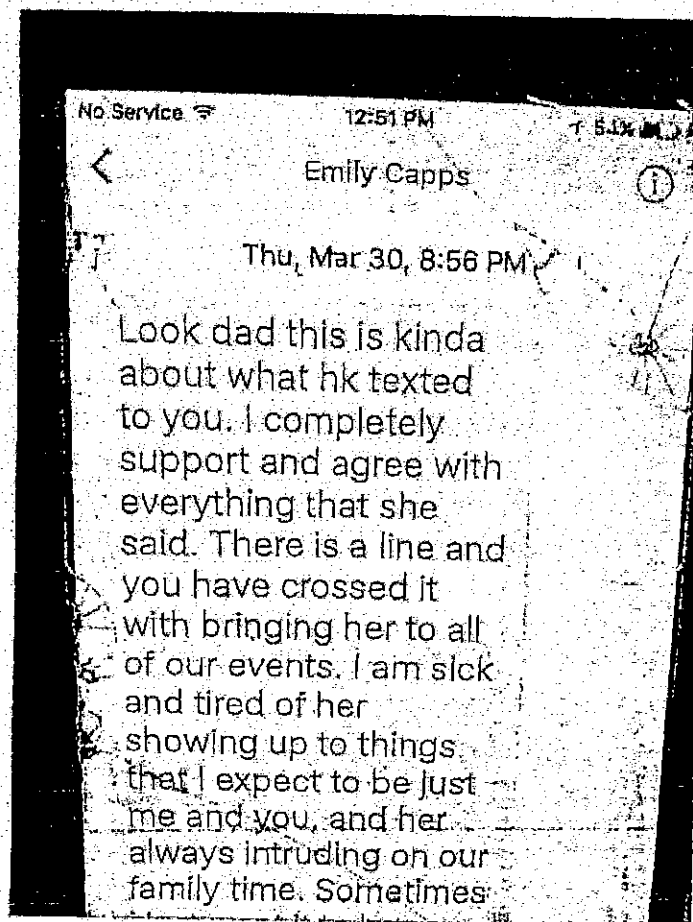 No Service
12:51 PM
Emily Capps
Thu, Mar 30, 8:56 PM
Look dad this is kinda
about what hk texted
to you. I completely
support and agree with
everything that she
said. There is a line and
you have crossed it
with bringing her to all
of our events. I am sick
and tired of her
showing up to things
that I expect to be just
me and you, and her
always intruding on our
family time. Sometimes